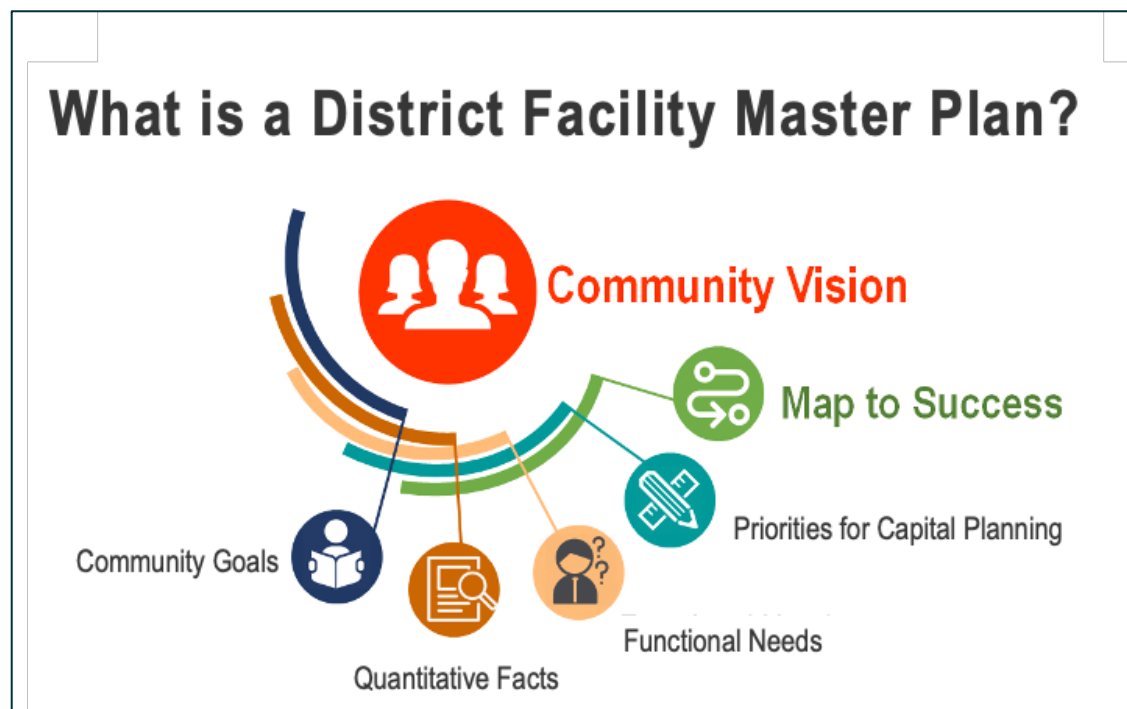 What is a District Facility Master Plan?
Community Vision
Map to Success
Priorities for Capital Planning
Community Goals
Functional Needs
Quantitative Facts